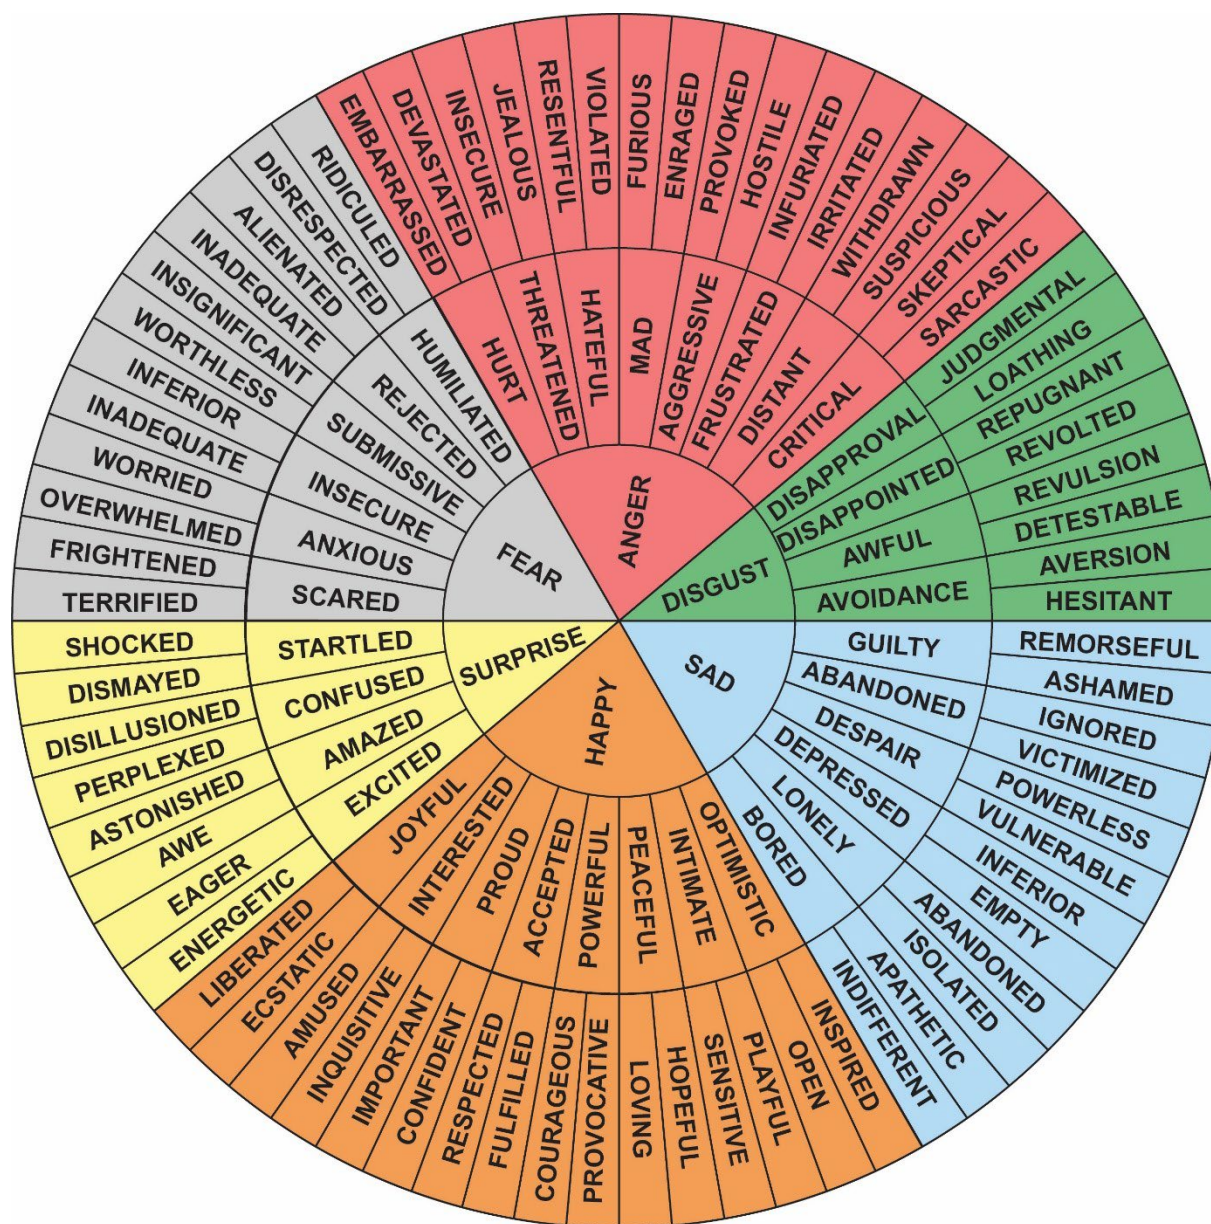 ANGER
HURT
THREATENED
HATEFUL
MAD
AGGRESSIVE
FRUSTRATED
DISTANT
CRITICAL
EMBARRASSED
DEVASTATED
INSECURE
JEALOUS
RESENTFUL
VIOLATED
FURIOUS
ENRAGED
PROVOKED
HOSTILE
INFURIATED
IRRITATED
WITHDRAWN
SUSPICIOUS
SKEPTICAL
SARCASTIC
DISGUST
DISAPPROVAL
DISAPPOINTED
AWFUL
AVOIDANCE
JUDGMENTAL
LOATHING
REPUGNANT
REVOLTED
REVULSION
DETESTABLE
AVERSION
HESITANT
SAD
GUILTY
ABANDONED
DESPAIR
DEPRESSED
LONELY
BORED
REMORSEFUL
ASHAMED
IGNORED
VICTIMIZED
POWERLESS
VULNERABLE
INFERIOR
EMPTY
ABANDONED
ISOLATED
APATHETIC
INDIFFERENT
HAPPY
OPTIMISTIC
INTIMATE
PEACEFUL
POWERFUL
ACCEPTED
PROUD
INTERESTED
JOYFUL
INSPIRED
OPEN
PLAYFUL
SENSITIVE
HOPEFUL
LOVING
PROVOCATIVE
COURAGEOUS
FULFILLED
RESPECTED
CONFIDENT
IMPORTANT
INQUISITIVE
AMUSED
ECSTATIC
LIBERATED
SURPRISE
EXCITED
AMAZED
CONFUSED
STARTLED
ENERGETIC
EAGER
AWE
ASTONISHED
PERPLEXED
DISILLUSIONED
DISMAYED
SHOCKED
FEAR
SCARED
ANXIOUS
INSECURE
SUBMISSIVE
REJECTED
HUMILIATED
TERRIFIED
FRIGHTENED
OVERWHELMED
WORRIED
INADEQUATE
INFERIOR
WORTHLESS
INSIGNIFICANT
INADEQUATE
ALIENATED
DISRESPECTED
RIDICULED